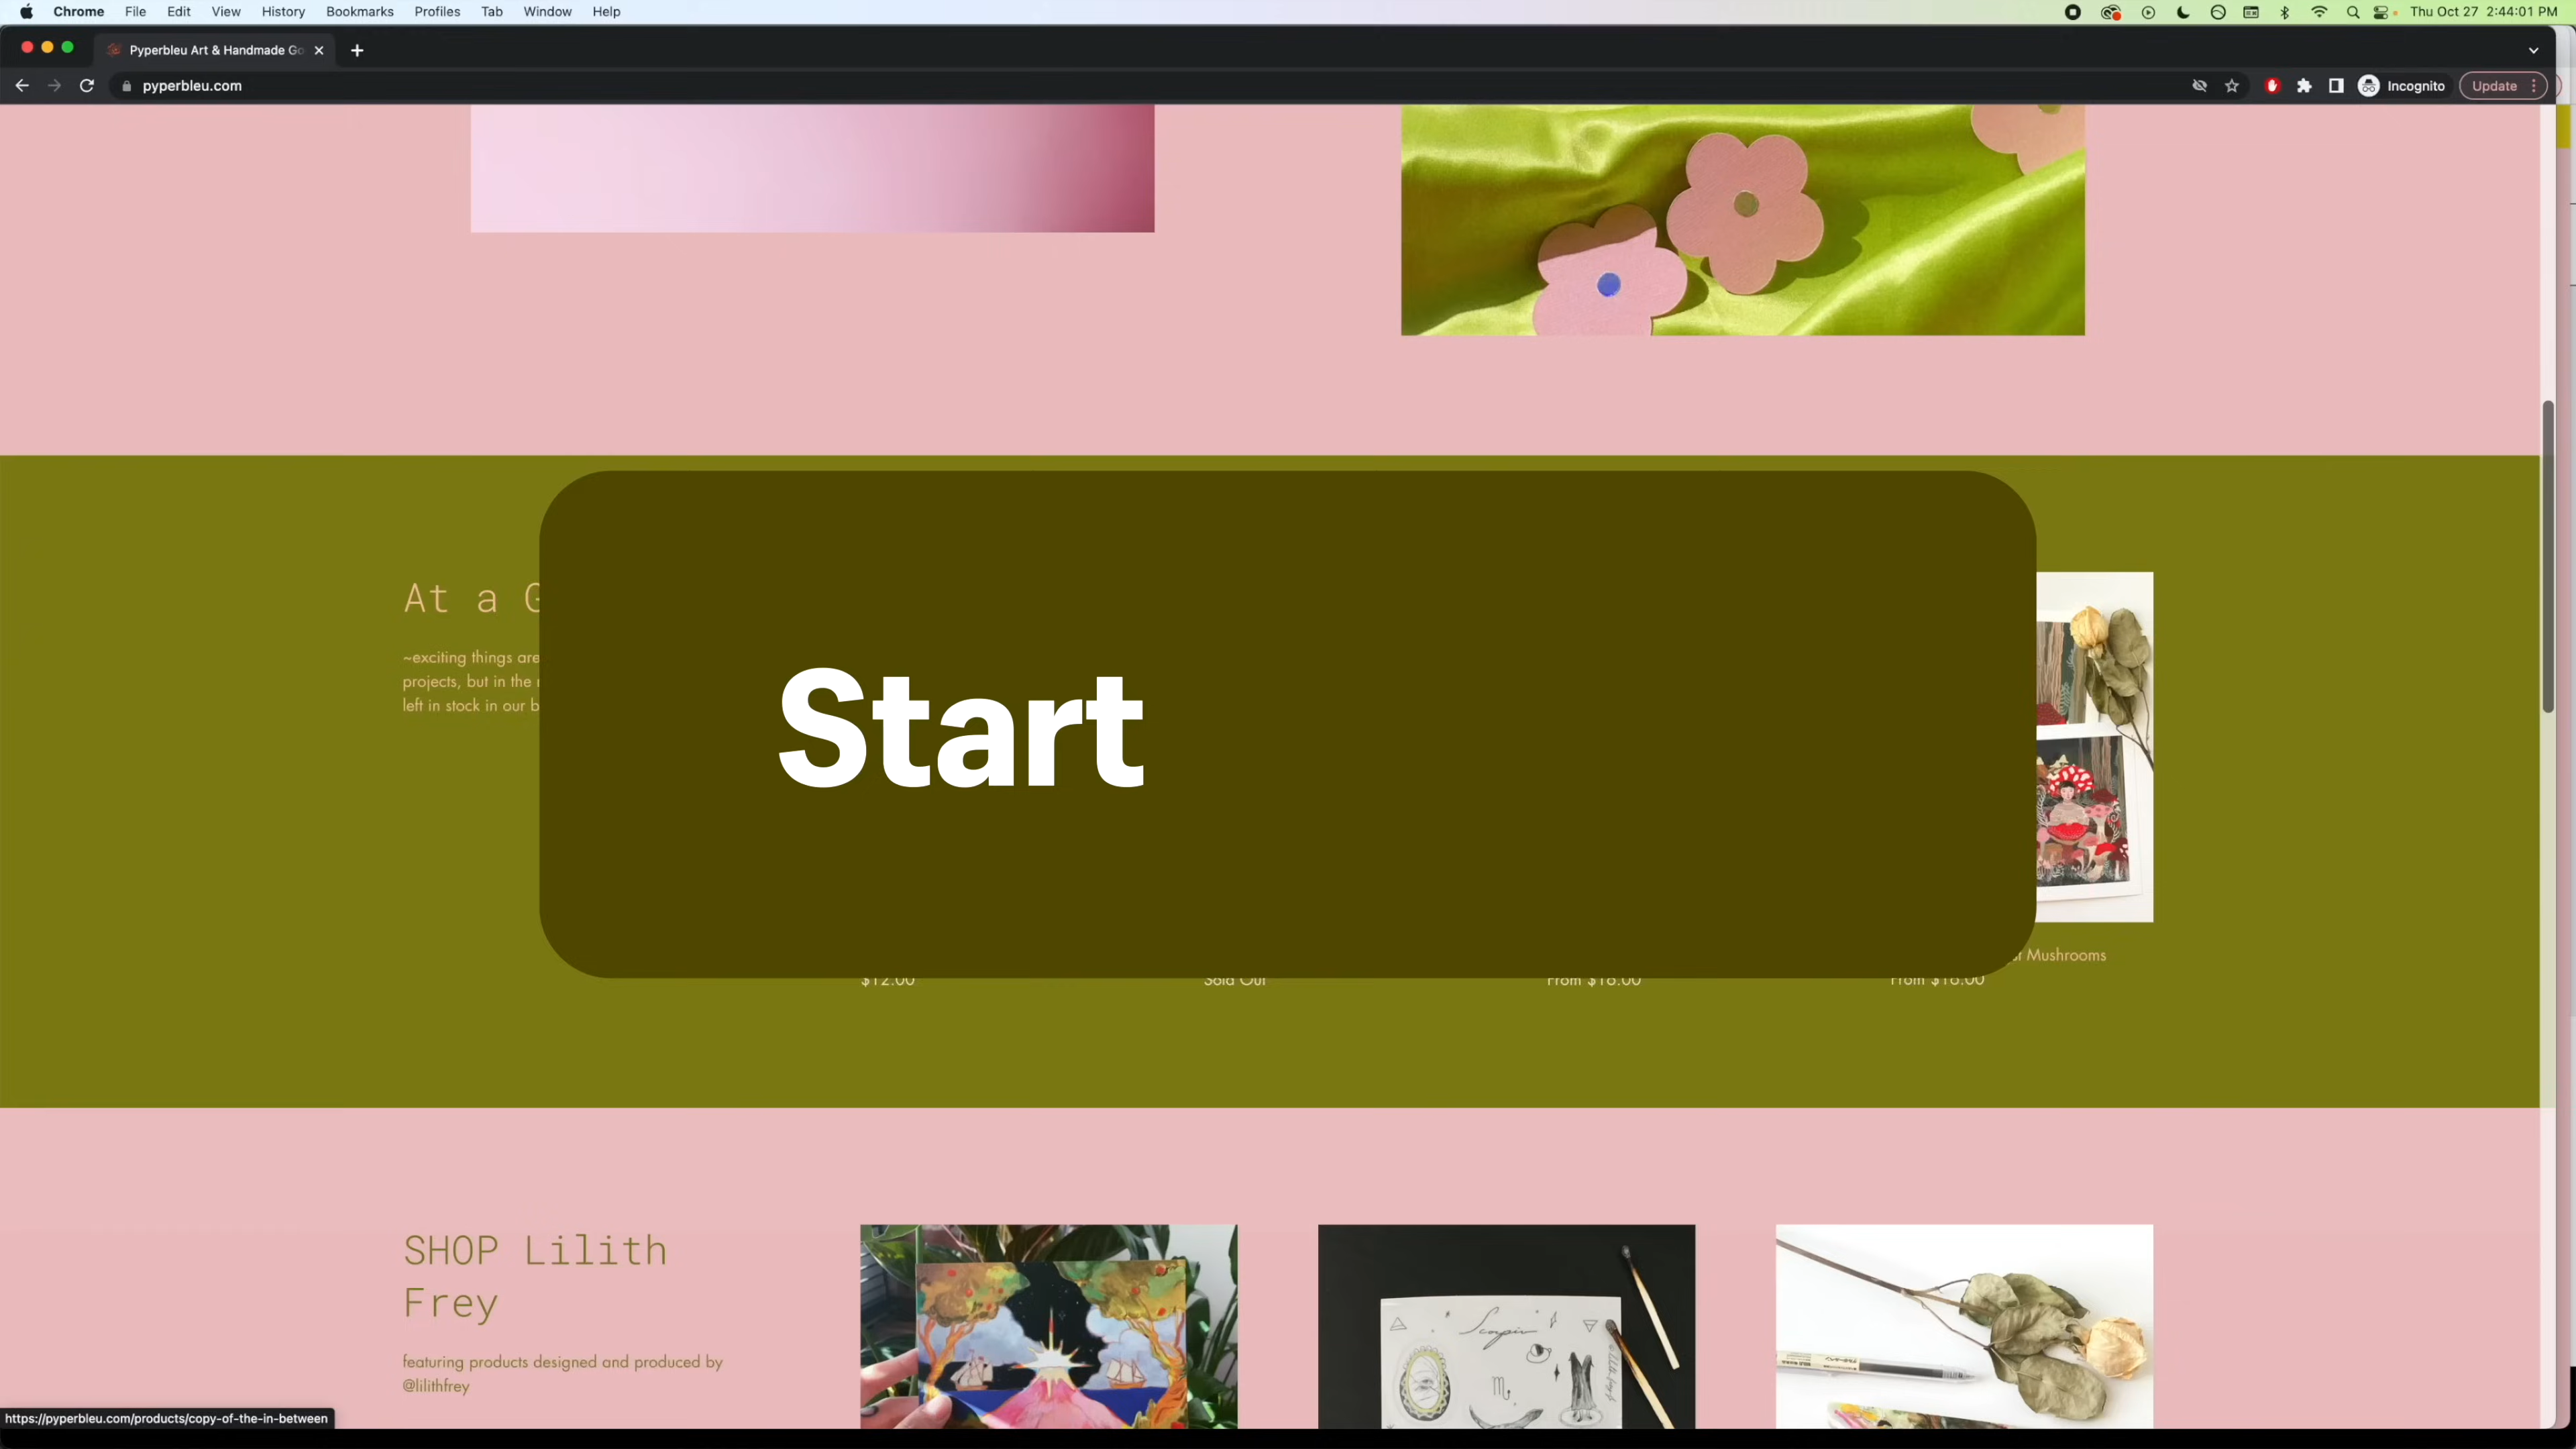 Chrome File Edit View History Bookmarks Profiles Tab Window Help
Thu Oct 27 2:44:01 PM
Pyperbleu Art & Handmade Go
pyperbleu.com
Incognito
Update
At a
~exciting things are
projects, but in the
left in stock in our b
Start
Mushrooms
$12.00
Sold Out
From $18.00
From $16.00
SHOP Lilith
Frey
featuring products designed and produced by
@lilithfrey
Scorpio
https://pyperbleu.com/products/copy-of-the-in-between